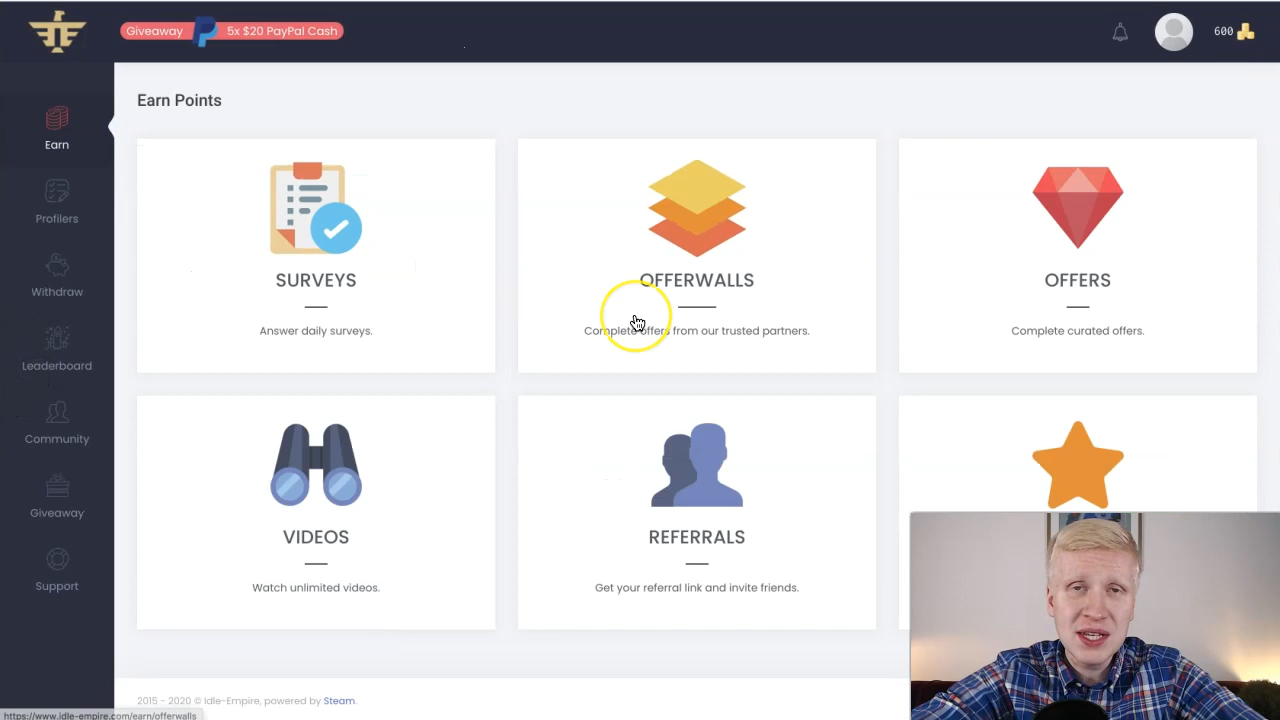 Giveaway 5x $20 PayPal Cash
600
Earn
Profilers
Withdraw
Leaderboard
Community
Giveaway
Support
Earn Points
SURVEYS
Answer daily surveys.
OFFERWALLS
Complete offers from our trusted partners.
OFFERS
Complete curated offers.
VIDEOS
Watch unlimited videos.
REFERRALS
Get your referral link and invite friends.
2015 - 2020 © Idle-Empire, powered by Steam.
https://www.idle-empire.com/earn/offerwalls